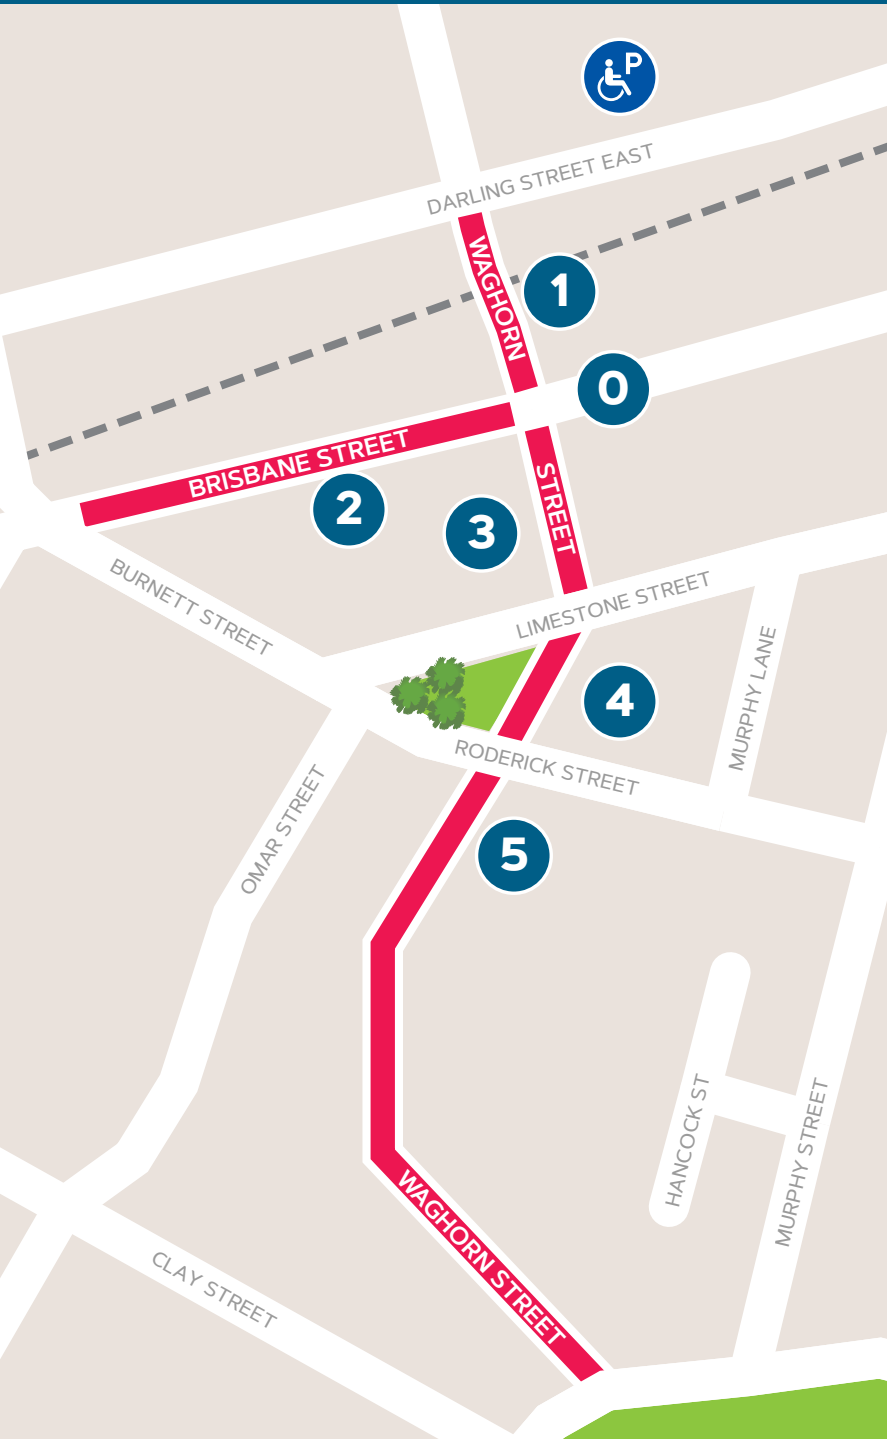 P
DARLING STREET EAST
WAGHORN
1
0
BRISBANE STREET
2
3
STREET
BURNETT STREET
LIMESTONE STREET
MURPHY LANE
4
RODERICK STREET
OMAR STREET
5
HANCOCK ST
MURPHY STREET
WAGHORN STREET
CLAY STREET